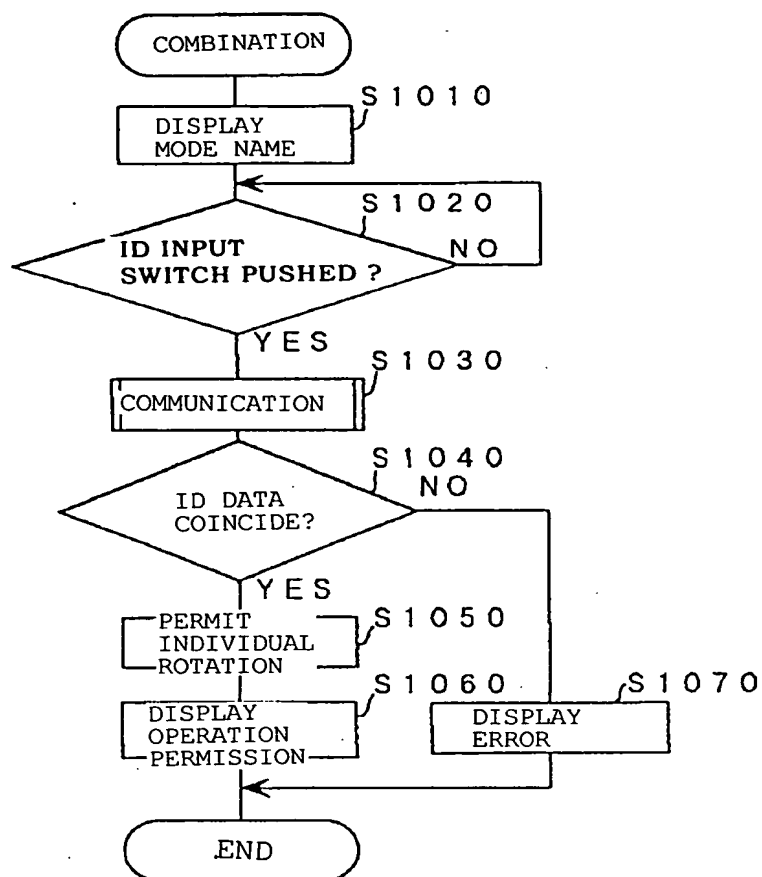 COMBINATION
S1010
DISPLAY
MODE NAME
S1020
ID INPUT
SWITCH PUSHED ?
NO
YES
S1030
COMMUNICATION
S1040
NO
ID DATA
COINCIDE?
YES
S1050
PERMIT
INDIVIDUAL
ROTATION
S1060
DISPLAY
OPERATION
PERMISSION
S1070
DISPLAY
ERROR
END